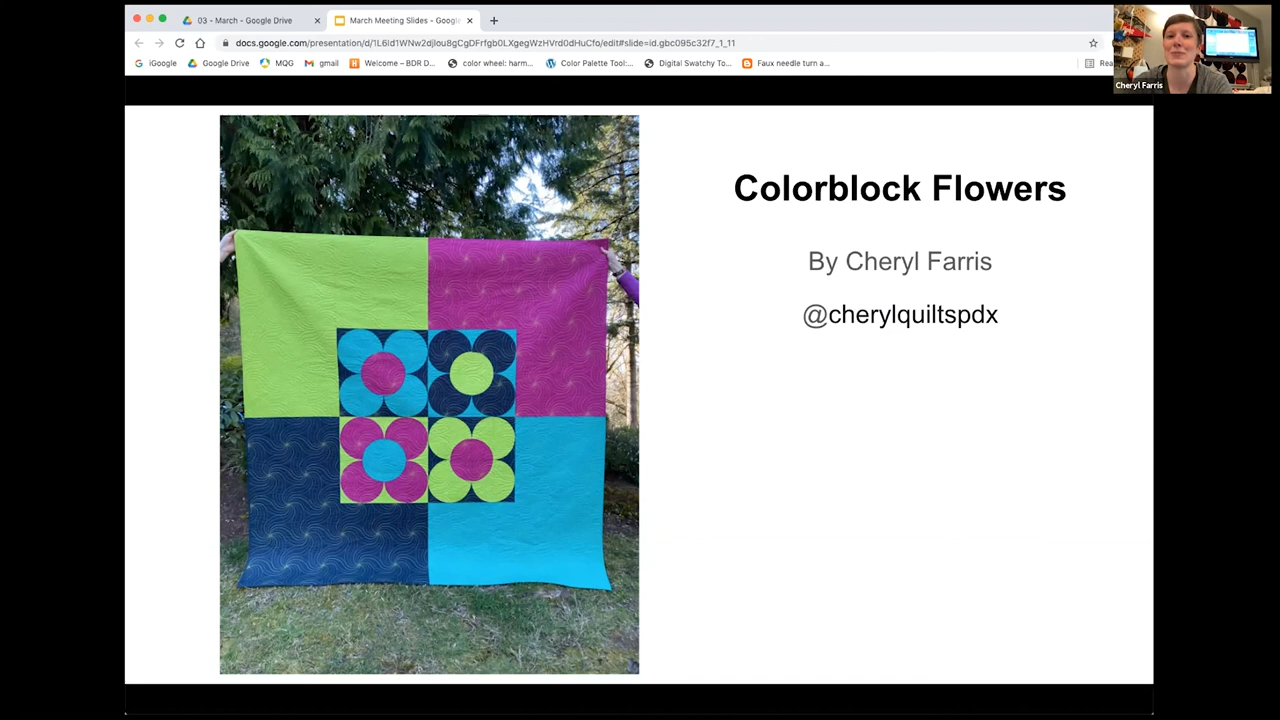 03 - March - Google Drive
March Meeting Slides - Googl
docs.google.com/presentation/d/1L6Id1WNw2djIou8gCgDFrfgb0LXgegWzHVrd0dHuCfo/edit#slide=id.gbc095c32f7_1_11
iGoogle
Google Drive
MQG
gmail
Welcome – BDR D...
color wheel: harm...
Color Palette Tool:...
Digital Swatchy To...
Faux needle turn a...
Rea
Cheryl Farris
Colorblock Flowers
By Cheryl Farris
@cherylquiltspdx